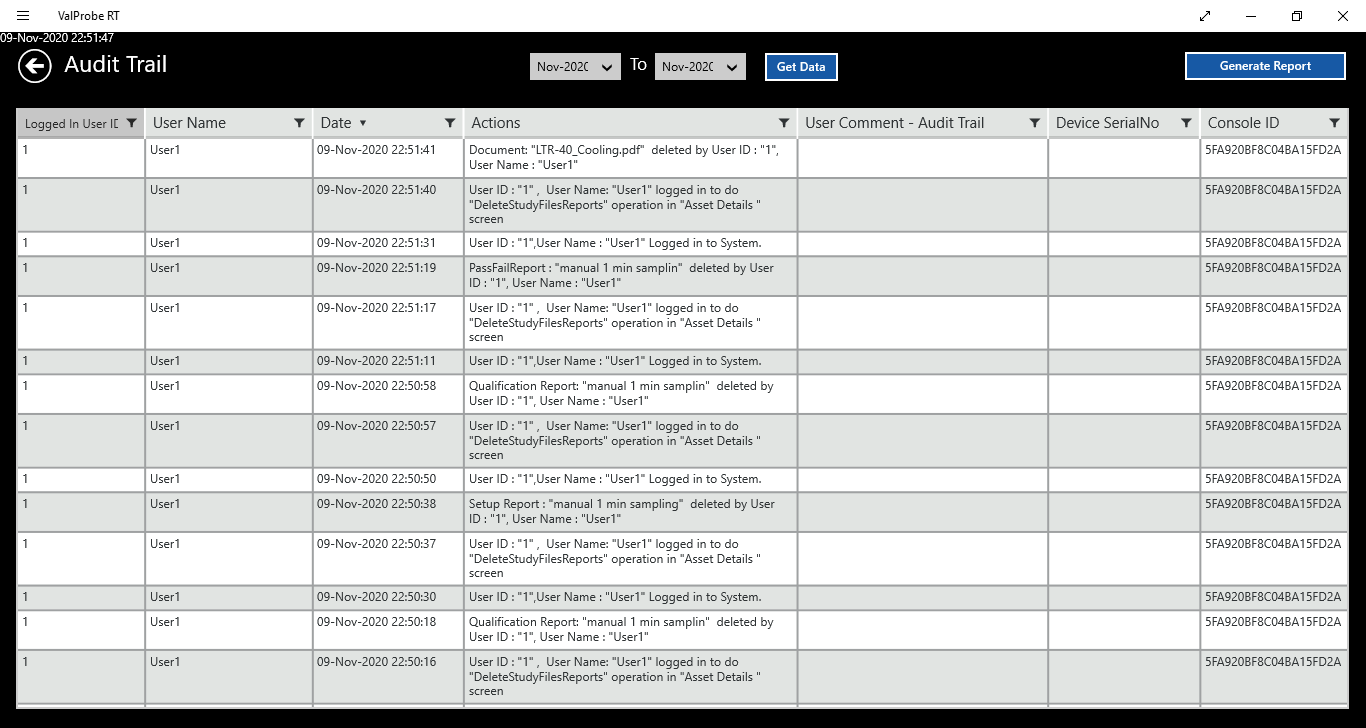 ValProbe RT
09-Nov-2020 22:51:47
Audit Trail
Nov-202
To
Nov-202
Get Data
Generate Report
Logged In User
User Name
Date
Actions
User Comment - Audit Trail
Device SerialNo
Console ID
1 User1 09-Nov-2020 22:51:41 Document: "LTR-40_Cooling.pdf"  deleted by User ID : "1", 5FA920BF8C04BA15FD2A
User Name : "User1"
1 User1 09-Nov-2020 22:51:40 User ID : "1" ,  User Name: "User1" logged in to do 5FA920BF8C04BA15FD2A
"DeleteStudyFilesReports" operation in "Asset Details "
screen
1 User1 09-Nov-2020 22:51:31 User ID : "1",User Name : "User1" Logged in to System. 5FA920BF8C04BA15FD2A
1 User1 09-Nov-2020 22:51:19 PassFailReport : "manual 1 min samplin"  deleted by User 5FA920BF8C04BA15FD2A
ID : "1", User Name : "User1"
1 User1 09-Nov-2020 22:51:17 User ID : "1" ,  User Name: "User1" logged in to do 5FA920BF8C04BA15FD2A
"DeleteStudyFilesReports" operation in "Asset Details "
screen
1 User1 09-Nov-2020 22:51:11 User ID : "1",User Name : "User1" Logged in to System. 5FA920BF8C04BA15FD2A
1 User1 09-Nov-2020 22:50:58 Qualification Report: "manual 1 min samplin"  deleted by 5FA920BF8C04BA15FD2A
User ID : "1", User Name : "User1"
1 User1 09-Nov-2020 22:50:57 User ID : "1" ,  User Name: "User1" logged in to do 5FA920BF8C04BA15FD2A
"DeleteStudyFilesReports" operation in "Asset Details "
screen
1 User1 09-Nov-2020 22:50:50 User ID : "1",User Name : "User1" Logged in to System. 5FA920BF8C04BA15FD2A
1 User1 09-Nov-2020 22:50:38 Setup Report : "manual 1 min sampling"  deleted by User 5FA920BF8C04BA15FD2A
ID : "1", User Name : "User1"
1 User1 09-Nov-2020 22:50:37 User ID : "1" ,  User Name: "User1" logged in to do 5FA920BF8C04BA15FD2A
"DeleteStudyFilesReports" operation in "Asset Details "
screen
1 User1 09-Nov-2020 22:50:30 User ID : "1",User Name : "User1" Logged in to System. 5FA920BF8C04BA15FD2A
1 User1 09-Nov-2020 22:50:18 Qualification Report: "manual 1 min samplin"  deleted by 5FA920BF8C04BA15FD2A
User ID : "1", User Name : "User1"
1 User1 09-Nov-2020 22:50:16 User ID : "1" ,  User Name: "User1" logged in to do 5FA920BF8C04BA15FD2A
"DeleteStudyFilesReports" operation in "Asset Details "
screen